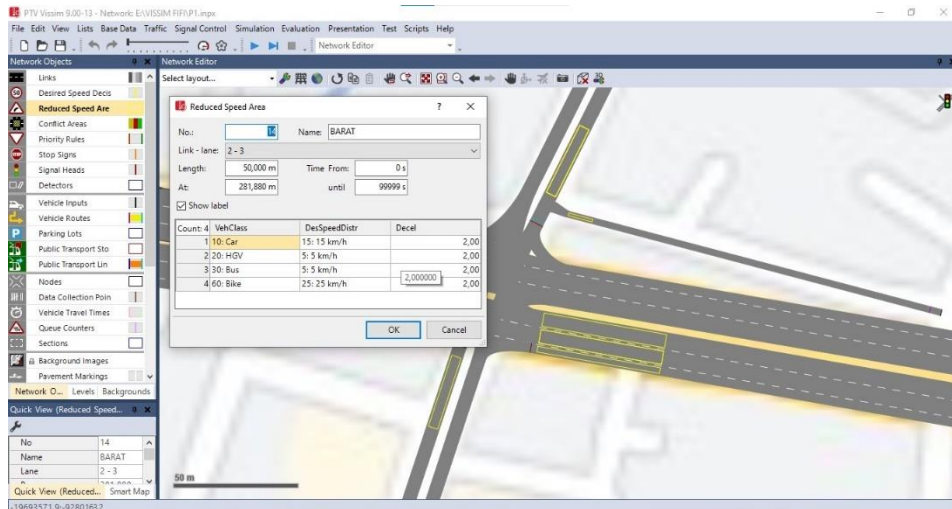 PTV Vissim 9.00-13 - Network: E:\VISSIM FIFI\P1.inpx
File Edit View Lists Base Data Traffic Signal Control Simulation Evaluation Presentation Test Scripts Help
Network Editor
Network Objects
Network Editor
Select layout...
Links
Desired Speed Decis
Reduced Speed Are
Conflict Areas
Priority Rules
Stop Signs
Signal Heads
Detectors
Vehicle Inputs
Vehicle Routes
Parking Lots
Public Transport Sto
Public Transport Lin
Nodes
Data Collection Poin
Vehicle Travel Times
Queue Counters
Sections
Background Images
Pavement Markings
Network O... Levels Backgrounds
Quick View (Reduced Speed...
No 14
Name BARAT
Lane 2 - 3
Quick View (Reduced... Smart Map
Reduced Speed Area ?
No.: 14 Name: BARAT
Link - lane: 2 - 3
Length: 50,000 m Time From: 0 s
At: 281,880 m until 99999 s
Show label
Count: 4 VehClass DesSpeedDistr Decel
1 10: Car 15: 15 km/h 2,00
2 20: HGV 5: 5 km/h 2,00
3 30: Bus 5: 5 km/h 2,00
4 60: Bike 25: 25 km/h 2,00
2,000000
OK Cancel
50 m